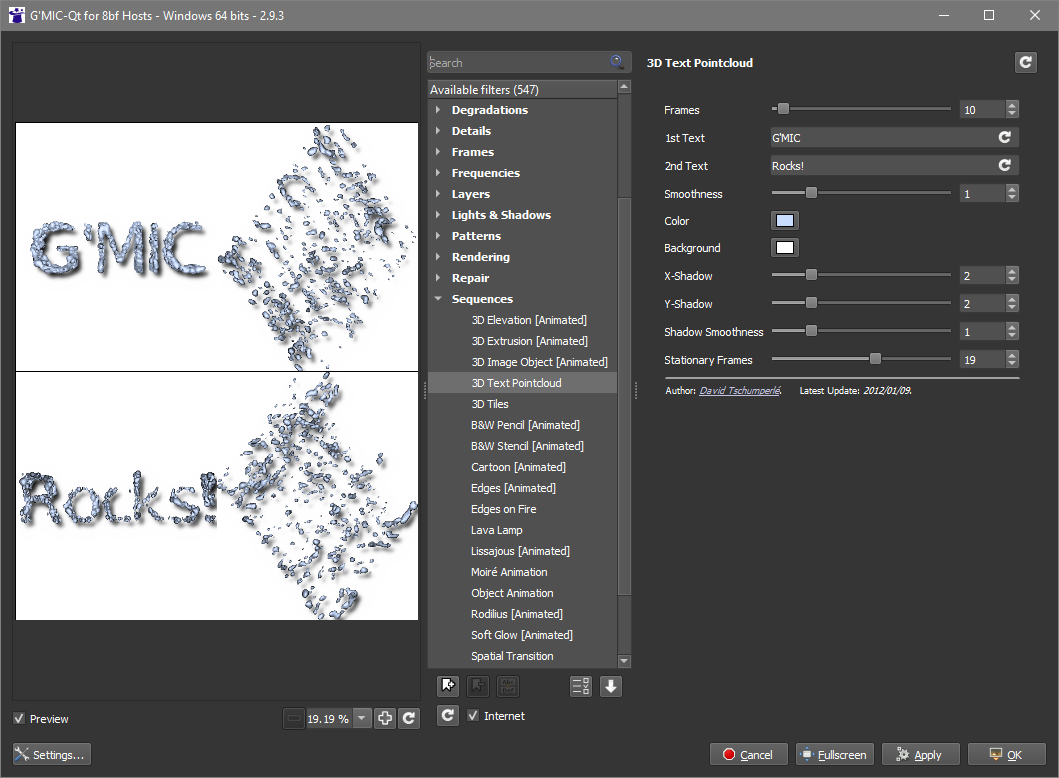 G'MIC-Qt for 8bf Hosts - Windows 64 bits - 2.9.3
G'MIC
Rocks!
Preview
19.19 %
Settings...
Search
Available filters (547)
Degradations
Details
Frames
Frequencies
Layers
Lights & Shadows
Patterns
Rendering
Repair
Sequences
3D Elevation [Animated]
3D Extrusion [Animated]
3D Image Object [Animated]
3D Text Pointcloud
3D Tiles
B&W Pencil [Animated]
B&W Stencil [Animated]
Cartoon [Animated]
Edges [Animated]
Edges on Fire
Lava Lamp
Lissajous [Animated]
Moiré Animation
Object Animation
Rodilius [Animated]
Soft Glow [Animated]
Spatial Transition
Internet
3D Text Pointcloud
Frames 10
1st Text G'MIC
2nd Text Rocks!
Smoothness 1
Color
Background
X-Shadow 2
Y-Shadow 2
Shadow Smoothness 1
Stationary Frames 19
Author: David Tschumperlé. Latest Update: 2012/01/09.
Cancel Fullscreen Apply OK